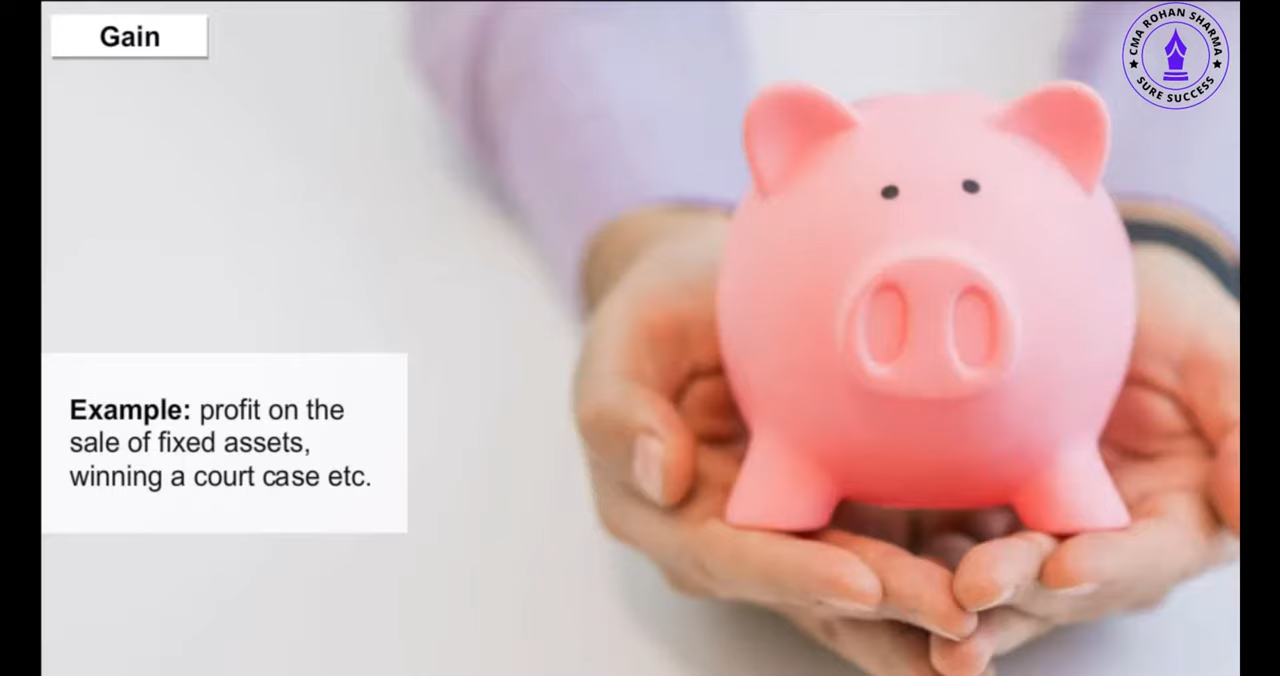 Gain
CMA ROHAN SHARMA
SURE SUCCESS
Example: profit on the
sale of fixed assets,
winning a court case etc.